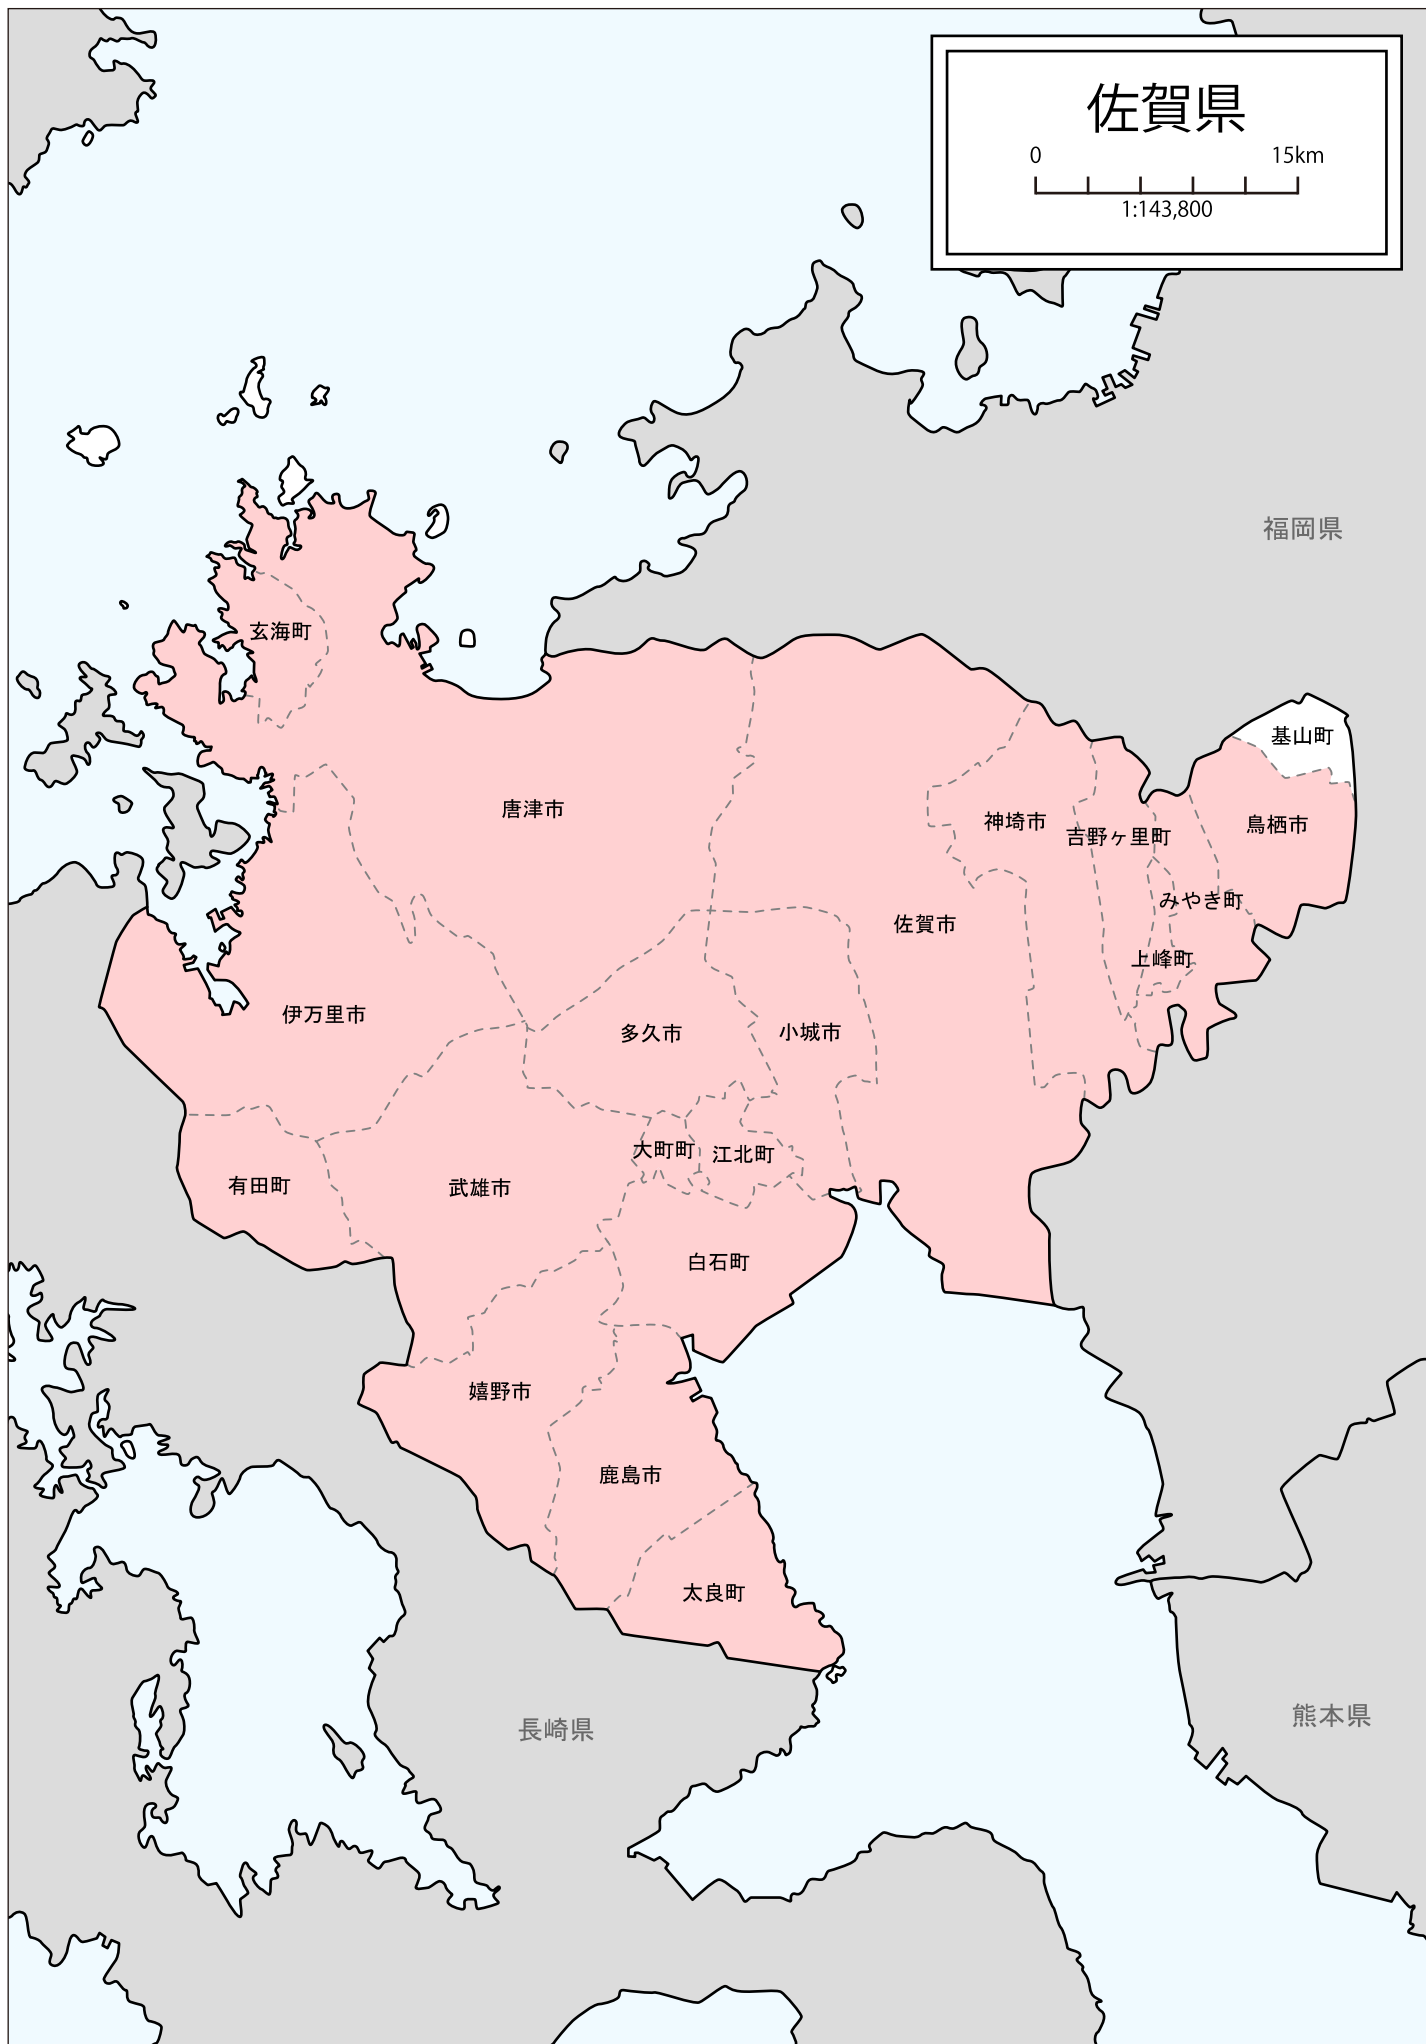 佐賀県
0 15km
1:143,800
福岡県
玄海町
基山町
唐津市
神埼市
吉野ヶ里町
鳥栖市
みやき町
佐賀市
上峰町
伊万里市
多久市
小城市
大町町
江北町
有田町
武雄市
白石町
嬉野市
鹿島市
太良町
長崎県
熊本県